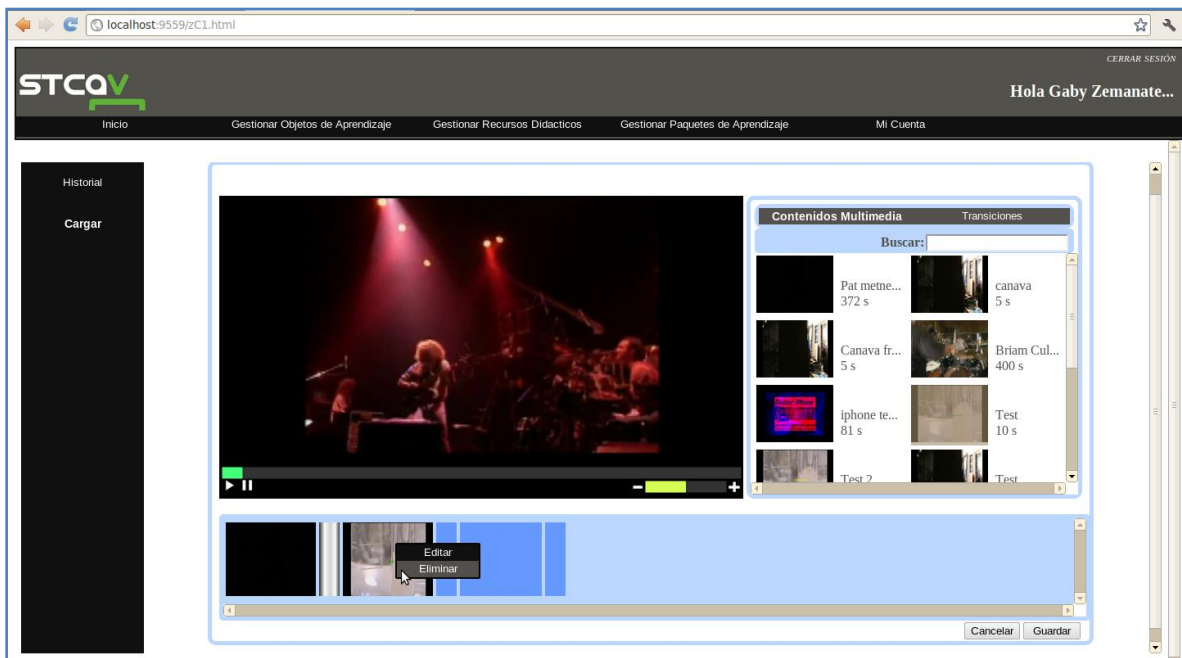 localhost:9559/zC1.html
CERRAR SESIÓN
STCAV
Hola Gaby Zemanate...
Inicio
Gestionar Objetos de Aprendizaje
Gestionar Recursos Didacticos
Gestionar Paquetes de Aprendizaje
Mi Cuenta
Historial
Cargar
Contenidos Multimedia
Transiciones
Buscar:
Pat metne...
372 s
canava
5 s
Canava fr...
5 s
Briam Cul...
400 s
iphone te...
81 s
Test
10 s
Test 2
Test
Editar
Eliminar
Cancelar
Guardar